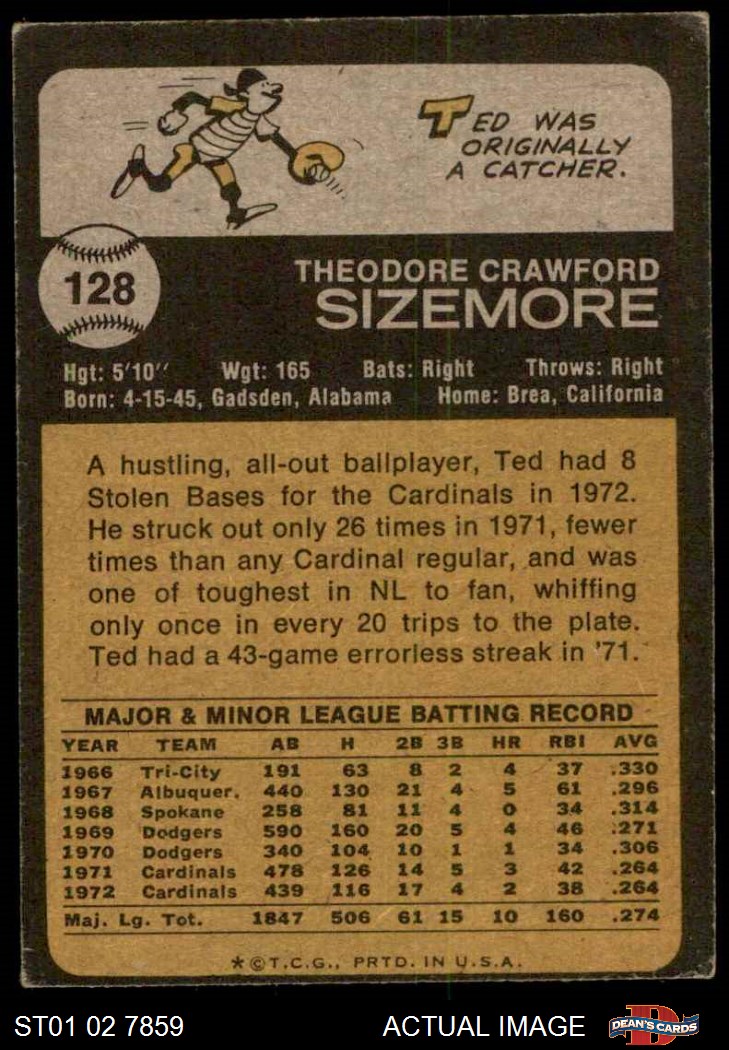 TED WAS
ORIGINALLY
A CATCHER.
128
THEODORE CRAWFORD
SIZEMORE
Hgt: 5'10" Wgt: 165 Bats: Right Throws: Right
Born: 4-15-45, Gadsden, Alabama Home: Brea, California
A hustling, all-out ballplayer, Ted had 8
Stolen Bases for the Cardinals in 1972.
He struck out only 26 times in 1971, fewer
times than any Cardinal regular, and was
one of toughest in NL to fan, whiffing
only once in every 20 trips to the plate.
Ted had a 43-game errorless streak in '71.
MAJOR & MINOR LEAGUE BATTING RECORD
YEAR TEAM AB H 2B 3B HR RBI AVG
1966 Tri-City 191 63 8 2 4 37 .330
1967 Albuquer. 440 130 21 4 5 61 .296
1968 Spokane 258 81 11 4 0 34 .314
1969 Dodgers 590 160 20 5 4 46 .271
1970 Dodgers 340 104 10 1 1 34 .306
1971 Cardinals 478 126 14 5 3 42 .264
1972 Cardinals 439 116 17 4 2 38 .264
Maj. Lg. Tot. 1847 506 61 15 10 160 .274
*©T.C.G., PRTD. IN U.S.A.
ST01 02 7859 ACTUAL IMAGE DEAN'S CARDS